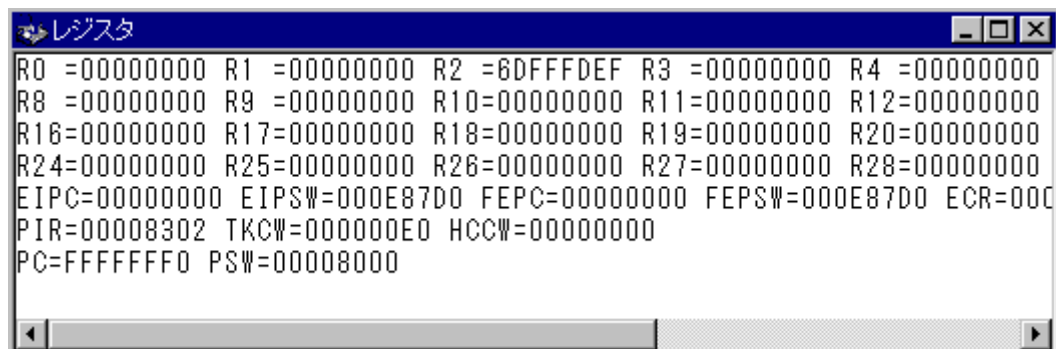 レジスタ
R0 =00000000 R1 =00000000 R2 =6DFFFDEF R3 =00000000 R4 =00000000
R8 =00000000 R9 =00000000 R10=00000000 R11=00000000 R12=00000000
R16=00000000 R17=00000000 R18=00000000 R19=00000000 R20=00000000
R24=00000000 R25=00000000 R26=00000000 R27=00000000 R28=00000000
EIPC=00000000 EIPSW=000E87D0 FEPC=00000000 FEPSW=000E87D0 ECR=000
PIR=00008302 TKCW=000000E0 HCCW=00000000
PC=FFFFFFF0 PSW=00008000